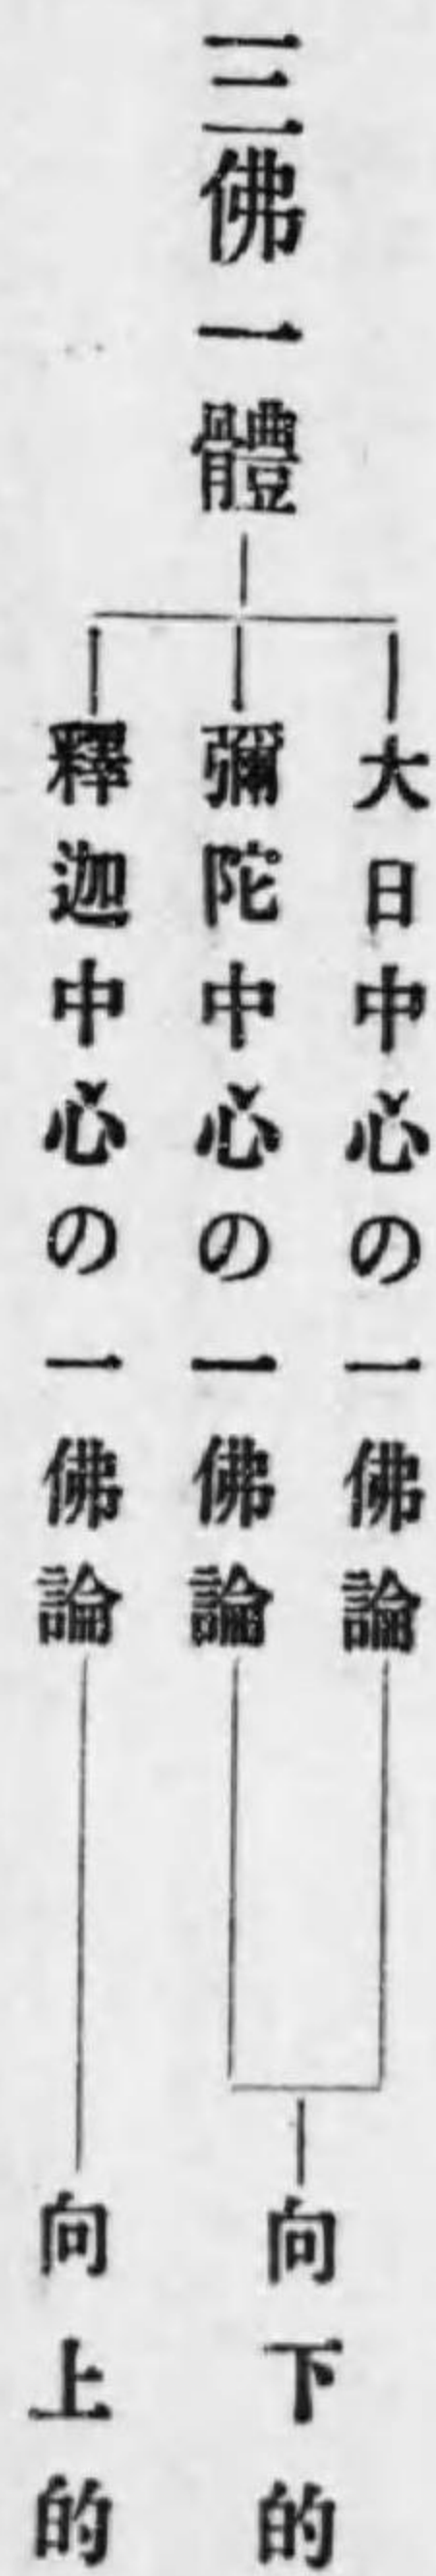 三佛一體
大日中心の一佛論
彌陀中心の一佛論
釋迦中心の一佛論
向下的
向上的